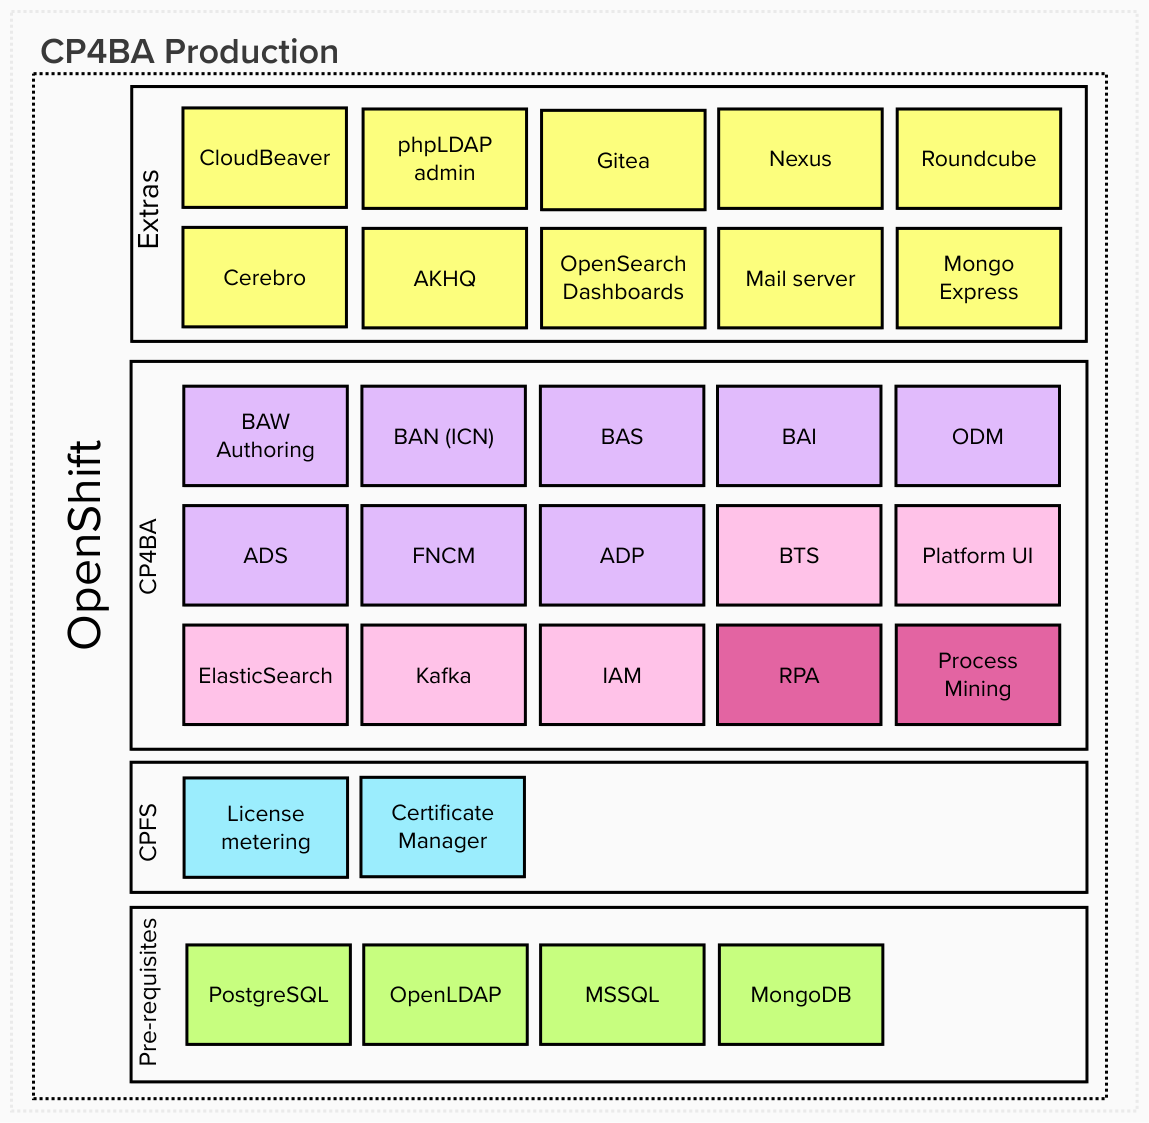 CP4BA Production
OpenShift
Extras
CloudBeaver
phpLDAP
admin
Gitea
Nexus
Roundcube
Cerebro
AKHQ
OpenSearch
Dashboards
Mail server
Mongo
Express
CP4BA
BAW
Authoring
BAN (ICN)
BAS
BAI
ODM
ADS
FNCM
ADP
BTS
Platform UI
ElasticSearch
Kafka
IAM
RPA
Process
Mining
CPFS
License
metering
Certificate
Manager
Pre-requisites
PostgreSQL
OpenLDAP
MSSQL
MongoDB